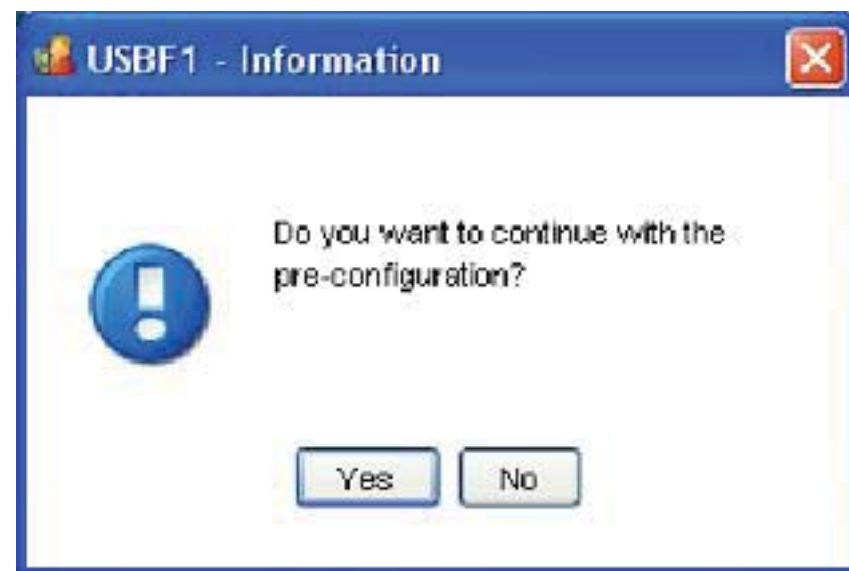 USBF1 - Information
Do you want to continue with the
pre-configuration?
Yes
No